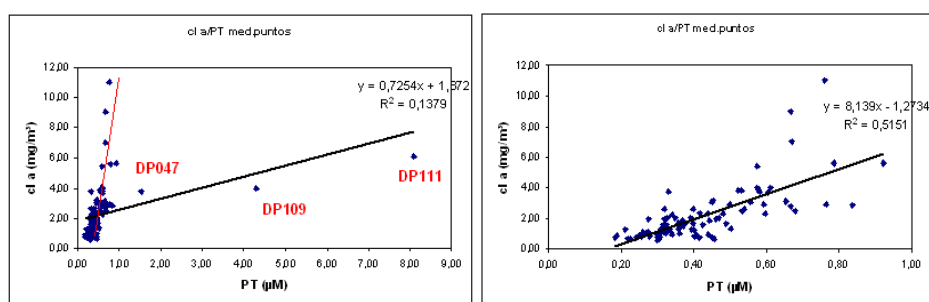 cl a/PT med.puntos
12,00
10,00
8,00
6,00
4,00
2,00
0,00
cl a (mg/m³)
y = 0,7254x + 1,872
R² = 0,1379
DP047
DP109
DP111
0,00 1,00 2,00 3,00 4,00 5,00 6,00 7,00 8,00 9,00
PT (µM)
cl a/PT med.puntos
12,00
10,00
8,00
6,00
4,00
2,00
0,00
cl a (mg/m³)
y = 8,139x - 1,2734
R² = 0,5151
0,00 0,20 0,40 0,60 0,80 1,00
PT (µM)